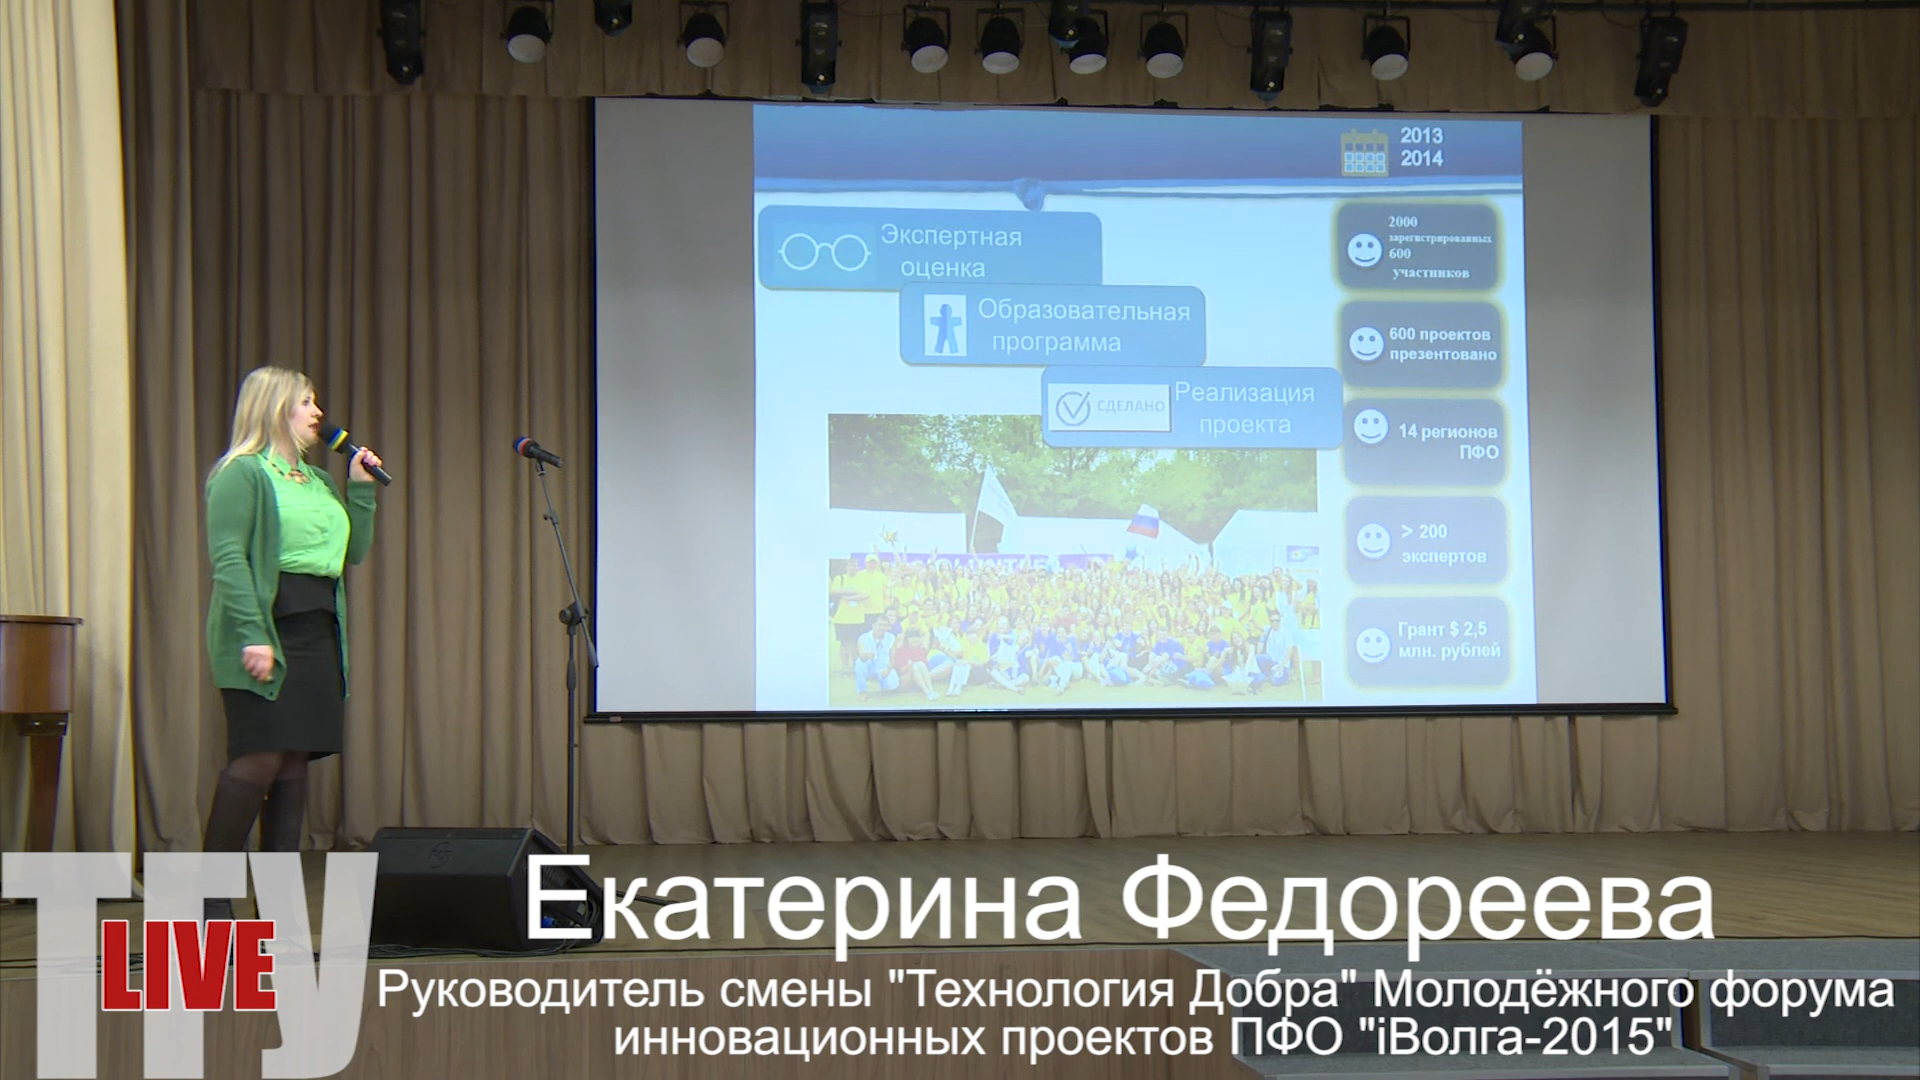 2013
2014
Экспертная
оценка
Образовательная
программа
СДЕЛАНО
Реализация
проекта
2000
зарегистрированных
600
участников
600 проектов
презентовано
14 регионов
ПФО
> 200
экспертов
Грант $ 2,5
млн. рублей
ТГУ
LIVE
Екатерина Федореева
Руководитель смены "Технология Добра" Молодёжного форума
инновационных проектов ПФО "iВолга-2015"